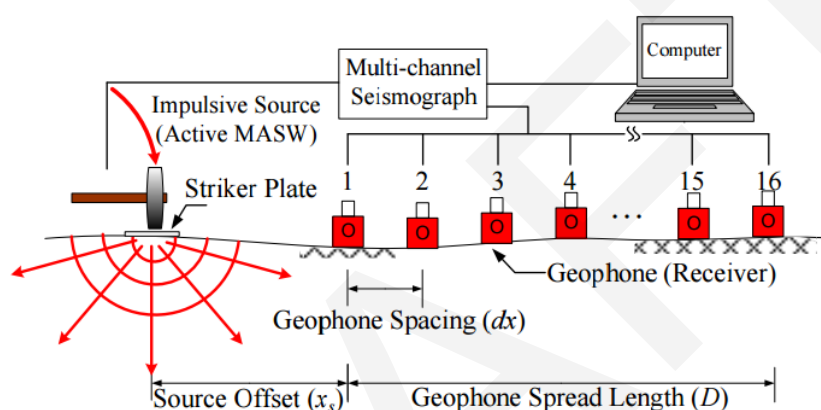 Computer
Multi-channel
Seismograph
Impulsive Source
(Active MASW)
Striker Plate
1 2 3 4 15 16
O O O O ... O O
Geophone (Receiver)
Geophone Spacing (dx)
Source Offset (xs) Geophone Spread Length (D)